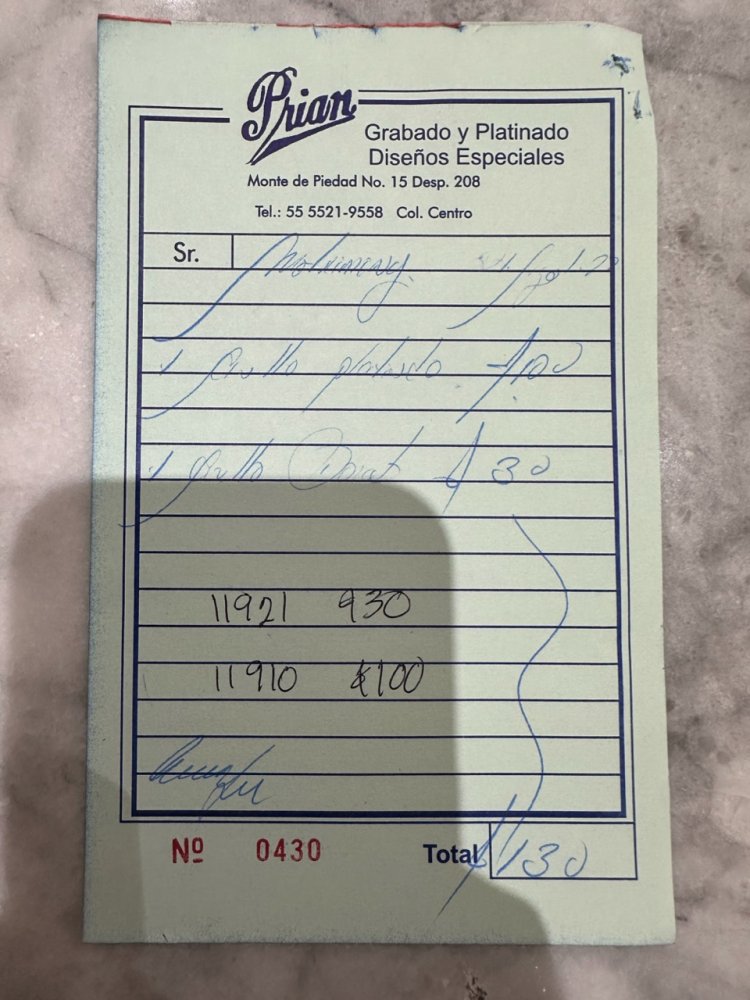 Prian
Grabado y Platinado
Diseños Especiales
Monte de Piedad No. 15 Desp. 208
Tel.: 55 5521-9558 Col. Centro
Sr.
1 $100
1 $30
11921 $30
11910 $100
Nº 0430 Total $130